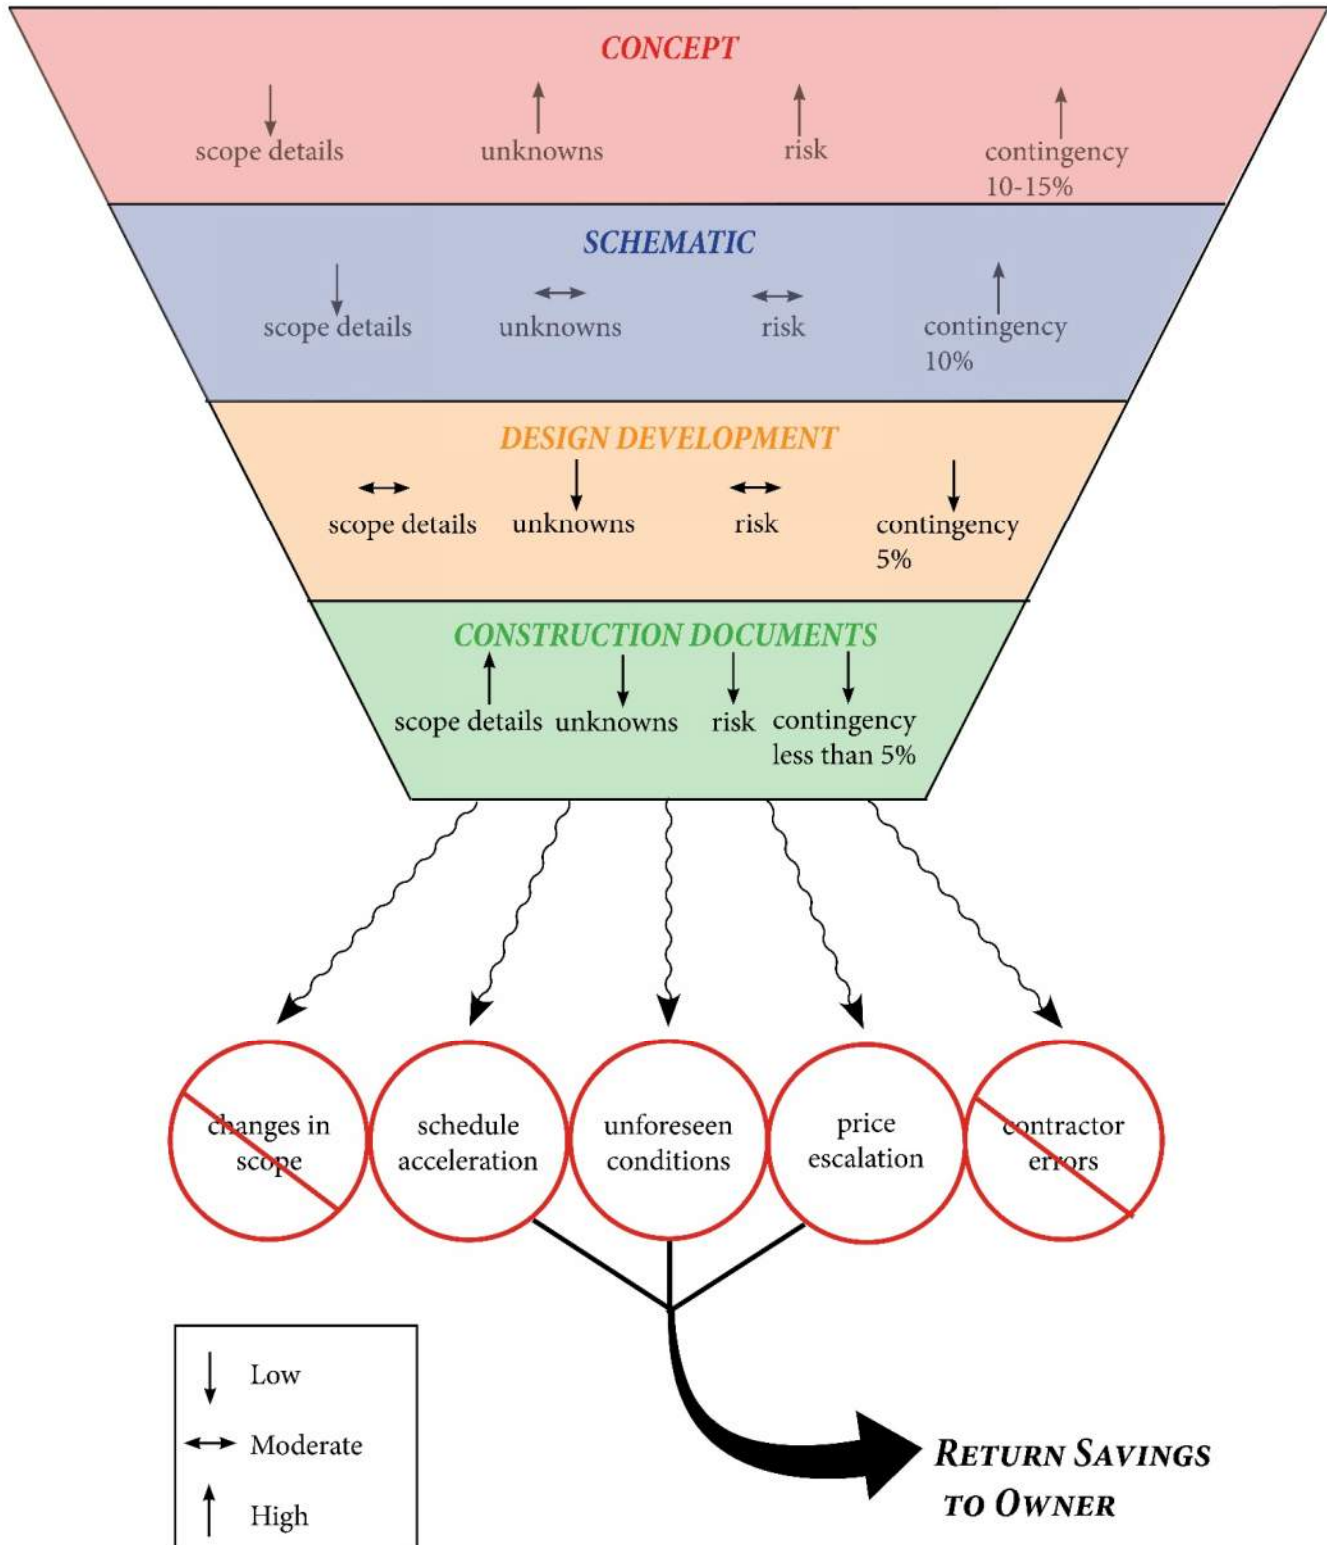 CONCEPT
scope details unknowns risk contingency
10-15%
SCHEMATIC
scope details unknowns risk contingency
10%
DESIGN DEVELOPMENT
scope details unknowns risk contingency
5%
CONSTRUCTION DOCUMENTS
scope details unknowns risk contingency
less than 5%
changes in
scope
schedule
acceleration
unforeseen
conditions
price
escalation
contractor
errors
Low
Moderate
High
RETURN SAVINGS
TO OWNER